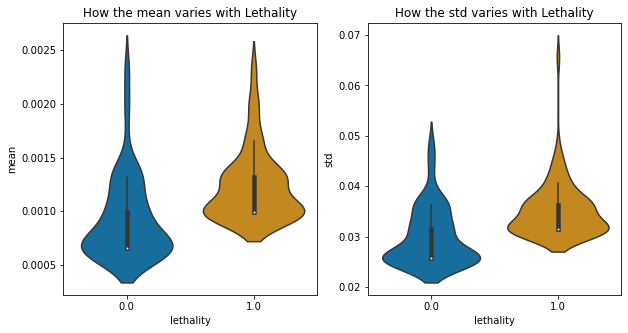 How the mean varies with Lethality
mean
0.0025
0.0020
0.0015
0.0010
0.0005
0.0
1.0
lethality
How the std varies with Lethality
std
0.07
0.06
0.05
0.04
0.03
0.02
0.0
1.0
lethality